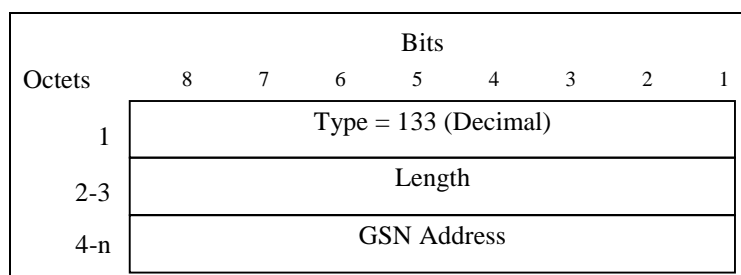 Bits
Octets 8 7 6 5 4 3 2 1
1 Type = 133 (Decimal)
2-3 Length
4-n GSN Address